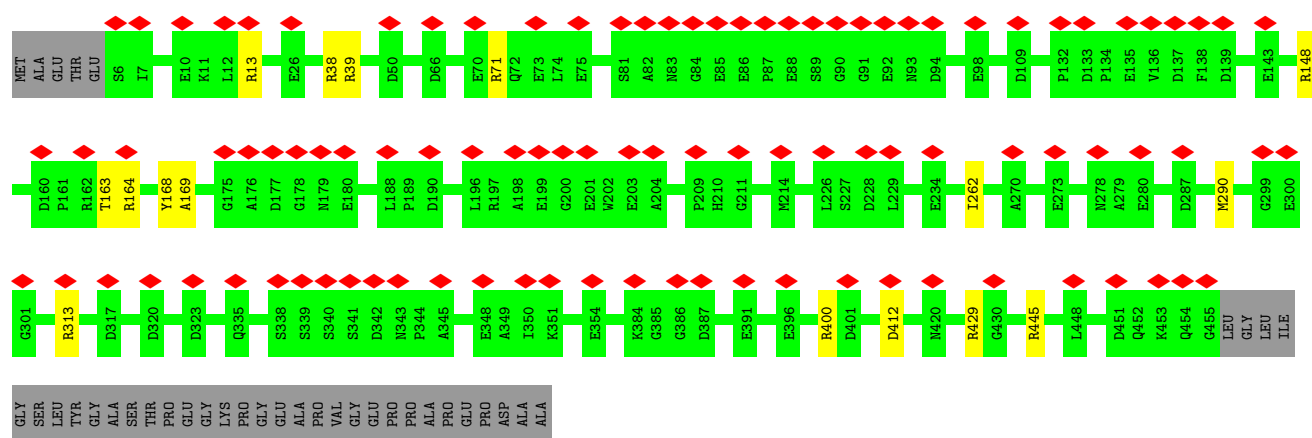 MET ALA GLU THR GLU S6 I7 E10 K11 L12 R13 E26 R38 R39 D50 D66 E70 R71 Q72 E73 L74 E75 S81 A82 N83 G84 E85 E86 P87 D88 S89 G90 G91 E92 N93 D94 E98 D109 P132 D133 P134 E135 V136 D137 F138 D139 E143 R148
D160 P161 R162 T163 R164 Y168 A169 G175 A176 D177 G178 N179 E180 L188 P189 D190 L196 R197 A198 E199 G200 E201 W202 E203 A204 P209 H210 G211 M214 L226 S227 D228 L229 E234 I262 A270 E273 N278 A279 E280 D287 M290 G299 E300
G301 R313 D317 D320 D323 Q335 S338 S339 S340 S341 D342 N343 P344 A345 E348 A349 I350 K351 E354 K384 G385 G386 D387 E391 E396 R400 D401 D412 N420 R429 G430 R445 L448 D451 Q452 K453 Q454 G455 LEU GLY LEU ILE
GLY SER LEU TYR GLY ALA SER THR PRO GLU GLY LYS PRO GLY GLU ALA PRO VAL GLY GLU PRO PRO ALA PRO GLU PRO ASP ALA ALA